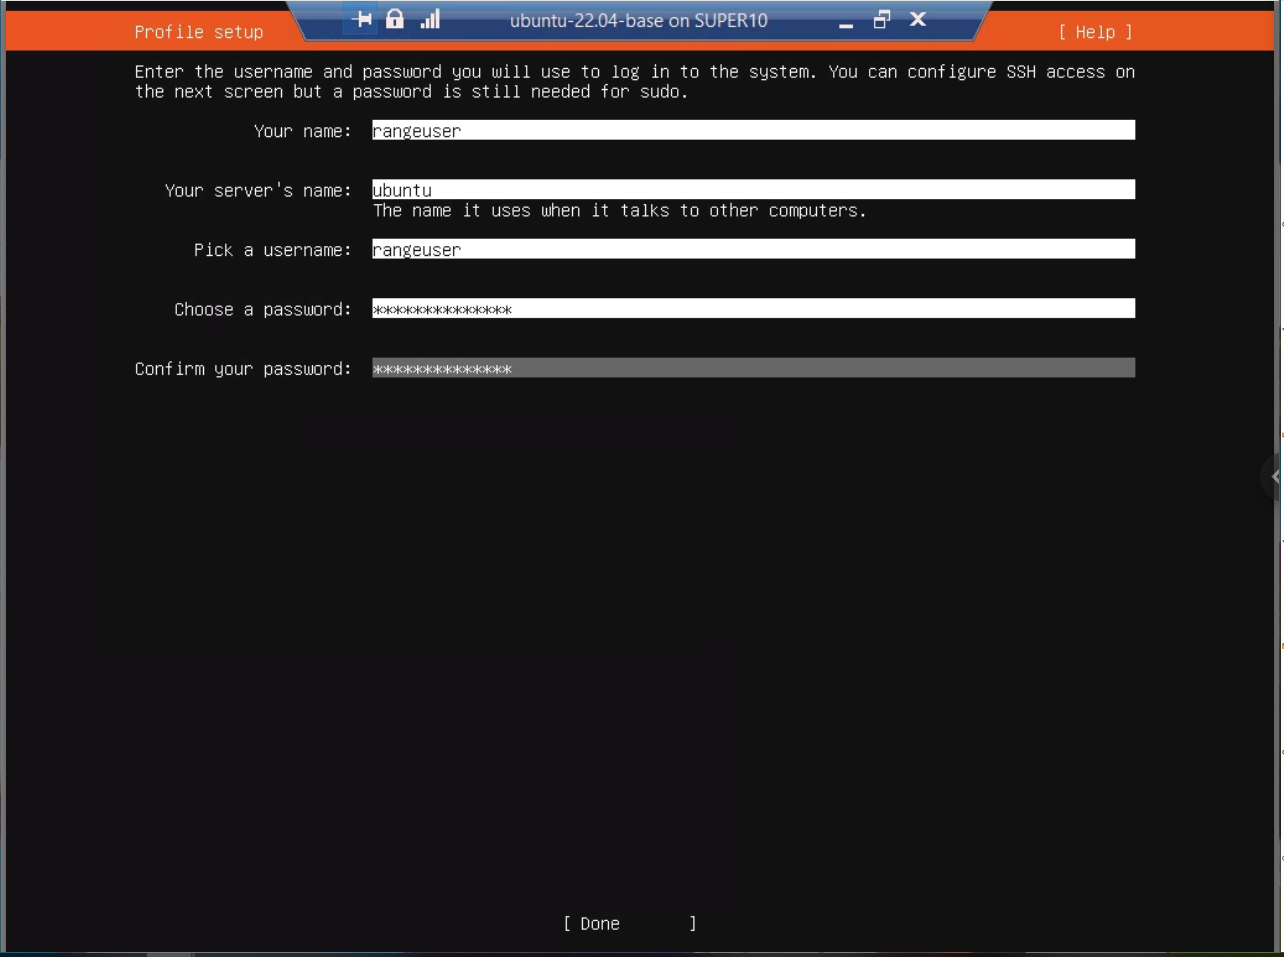 ubuntu-22.04-base on SUPER10
Profile setup [ Help ]
Enter the username and password you will use to log in to the system. You can configure SSH access on
the next screen but a password is still needed for sudo.
Your name: rangeuser
Your server's name: ubuntu
The name it uses when it talks to other computers.
Pick a username: rangeuser
Choose a password: **************
Confirm your password: **************
[ Done ]